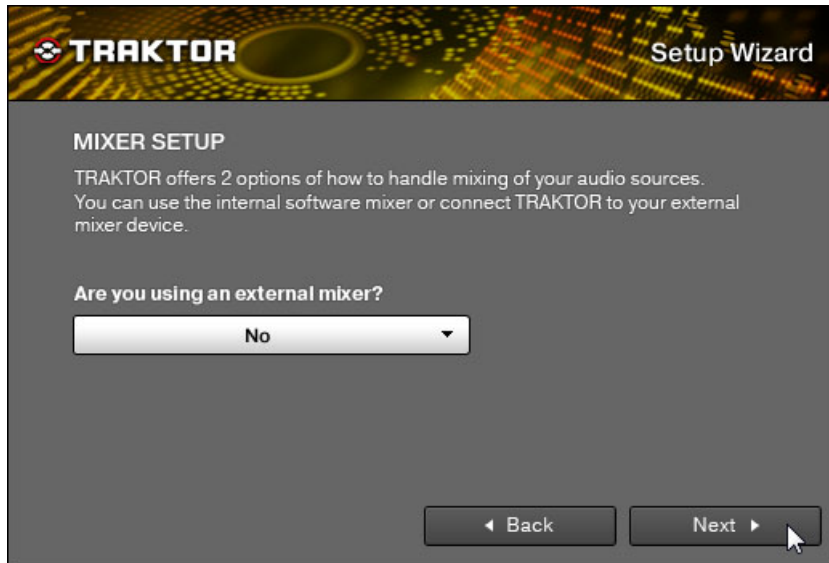 TRAKTOR
Setup Wizard
MIXER SETUP
TRAKTOR offers 2 options of how to handle mixing of your audio sources.
You can use the internal software mixer or connect TRAKTOR to your external
mixer device.
Are you using an external mixer?
No
Back
Next